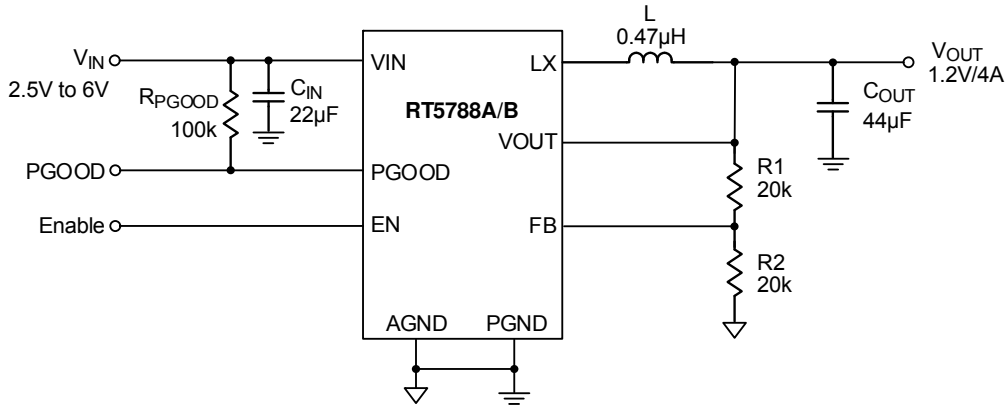 L
0.47µH
VIN
2.5V to 6V
RPGOOD
100k
CIN
22µF
VIN
LX
RT5788A/B
VOUT
1.2V/4A
COUT
44µF
VOUT
PGOOD
PGOOD
R1
20k
Enable
EN
FB
R2
20k
AGND
PGND